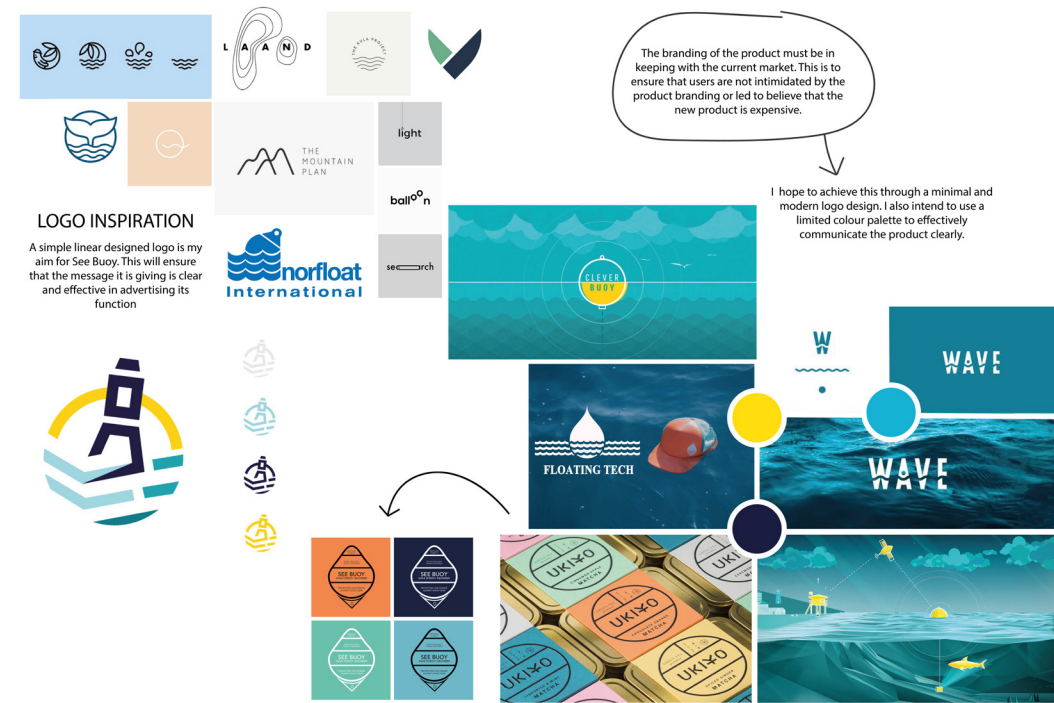 L A A N D
THE KULA PROJECT
THE
MOUNTAIN
PLAN
light
balloon
se rch
norfloat
International
LOGO INSPIRATION
A simple linear designed logo is my
aim for See Buoy. This will ensure
that the message it is giving is clear
and effective in advertising its
function
The branding of the product must be in
keeping with the current market. This is to
ensure that users are not intimidated by the
product branding or led to believe that the
new product is expensive.
I hope to achieve this through a minimal and
modern logo design. I also intend to use a
limited colour palette to effectively
communicate the product clearly.
CLEVER
BUOY
W
WAVE
FLOATING TECH
WAVE
SEE BUOY
SEE BUOY
SEE BUOY
SEE BUOY
UKIYO
MATCHA
UKIYO
MATCHA
UKIYO
UKIYO
MATCHA